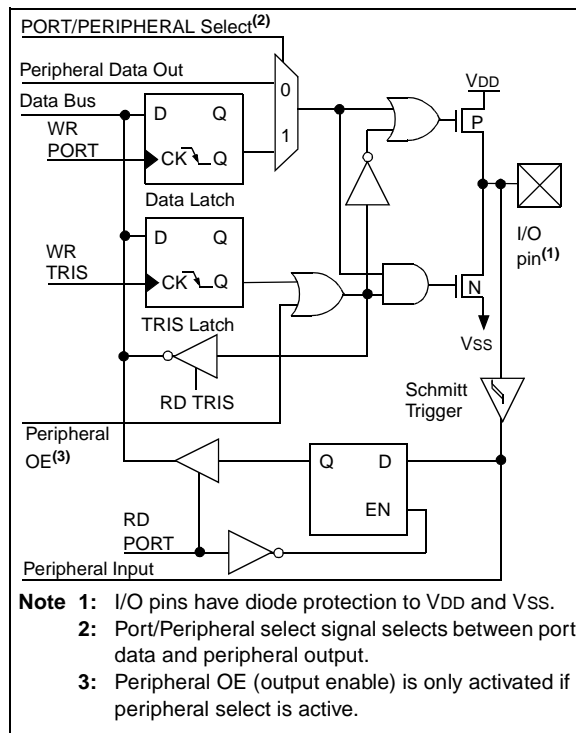 PORT/PERIPHERAL Select(2)
Peripheral Data Out
Data Bus
WR
PORT
D Q
CK Q
Data Latch
0
1
VDD
P
I/O
pin(1)
WR
TRIS
D Q
CK Q
TRIS Latch
N
VSS
RD TRIS
Schmitt
Trigger
Peripheral
OE(3)
Q D
EN
RD
PORT
Peripheral Input
Note 1: I/O pins have diode protection to VDD and VSS.
2: Port/Peripheral select signal selects between port
data and peripheral output.
3: Peripheral OE (output enable) is only activated if
peripheral select is active.